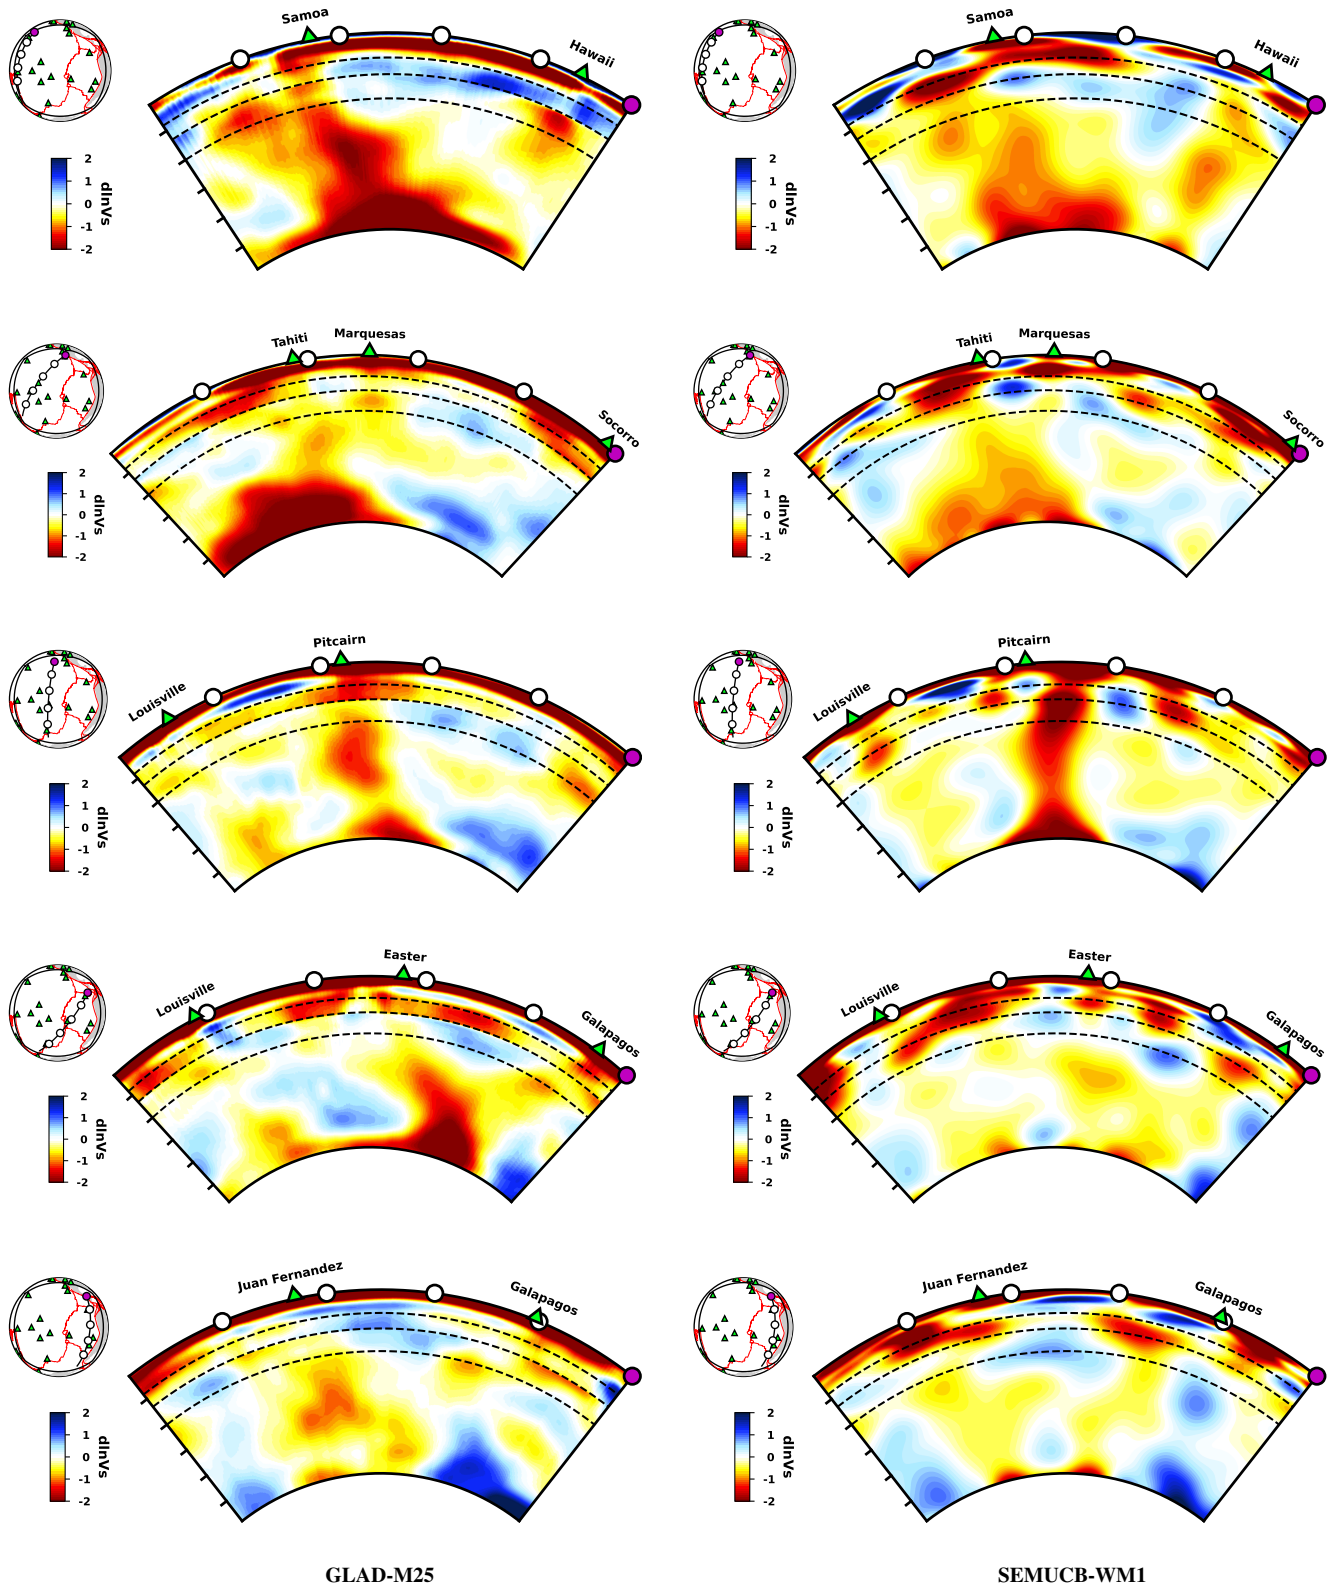 Samoa
Hawaii
2
1
0
-1
-2
dlnVs
Samoa
Hawaii
2
1
0
-1
-2
dlnVs
Tahiti
Marquesas
Socorro
2
1
0
-1
-2
dlnVs
Tahiti
Marquesas
Socorro
2
1
0
-1
-2
dlnVs
Louisville
Pitcairn
2
1
0
-1
-2
dlnVs
Louisville
Pitcairn
2
1
0
-1
-2
dlnVs
Louisville
Easter
Galapagos
2
1
0
-1
-2
dlnVs
Louisville
Easter
Galapagos
2
1
0
-1
-2
dlnVs
Juan Fernandez
Galapagos
2
1
0
-1
-2
dlnVs
Juan Fernandez
Galapagos
2
1
0
-1
-2
dlnVs
GLAD-M25
SEMUCB-WM1